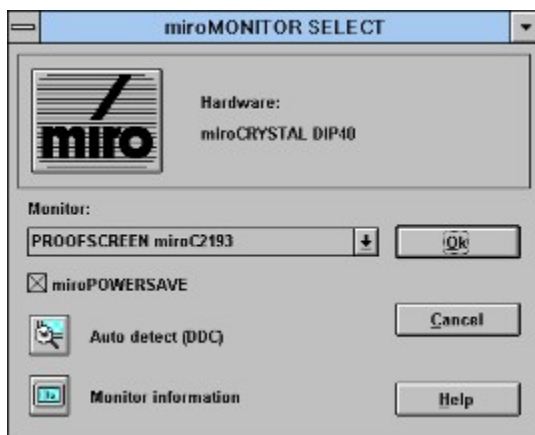 miroMONITOR SELECT
miro
Hardware:
miroCRYSTAL DIP40
Monitor:
PROOFSCREEN miroC2193
Ok
miroPOWERSAVE
Auto detect (DDC)
Cancel
Monitor information
Help